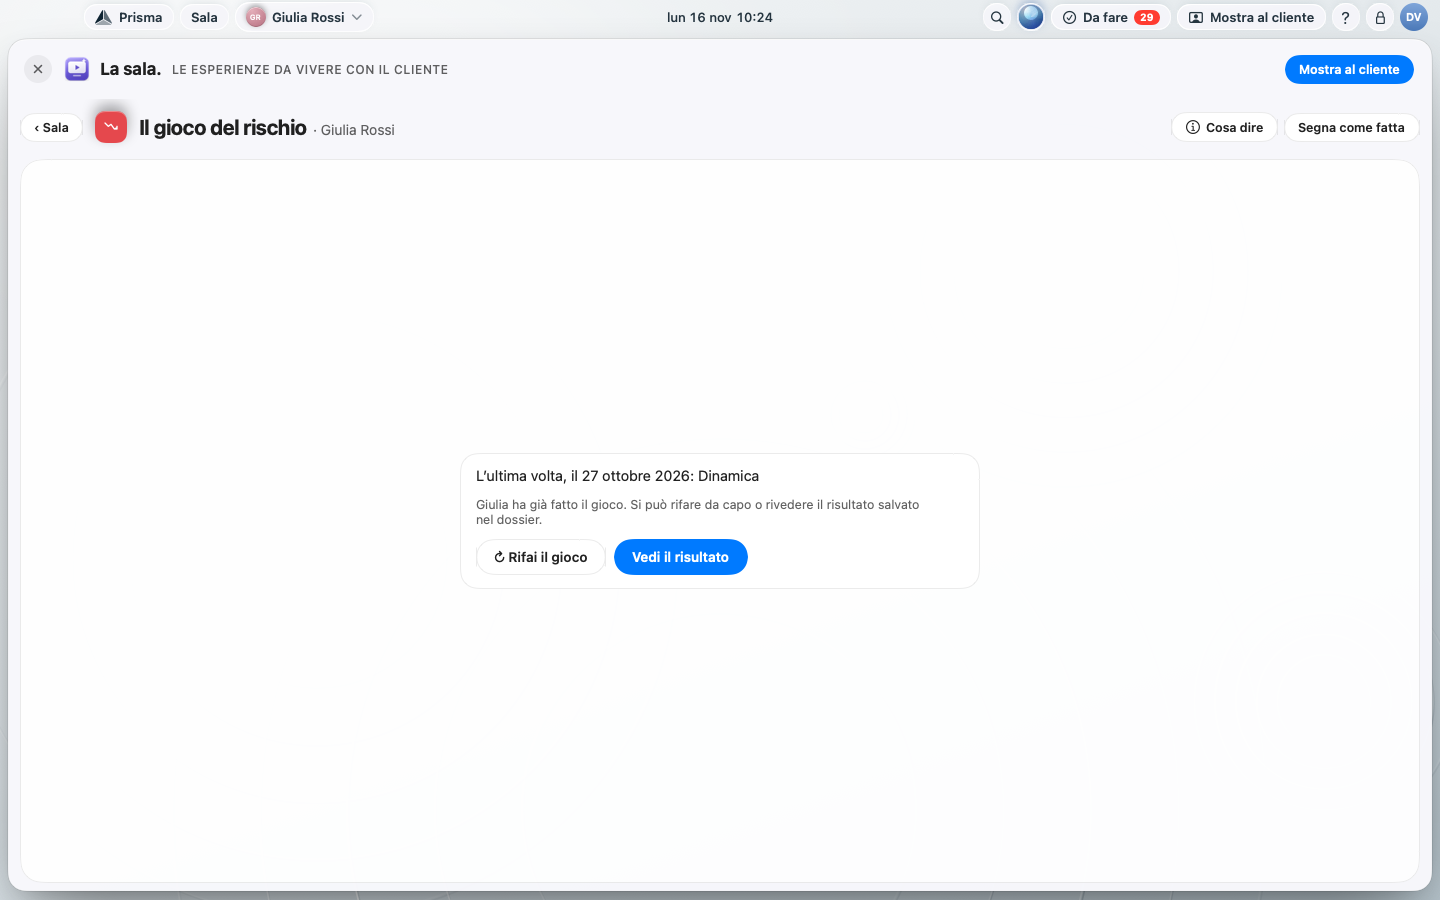 Prisma
Sala
GR
Giulia Rossi
lun 16 nov 10:24
Da fare 29
Mostra al cliente
?
DV
La sala. LE ESPERIENZE DA VIVERE CON IL CLIENTE
Mostra al cliente
‹ Sala
Il gioco del rischio · Giulia Rossi
Cosa dire
Segna come fatta
L'ultima volta, il 27 ottobre 2026: Dinamica
Giulia ha già fatto il gioco. Si può rifare da capo o rivedere il risultato salvato
nel dossier.
Rifai il gioco
Vedi il risultato